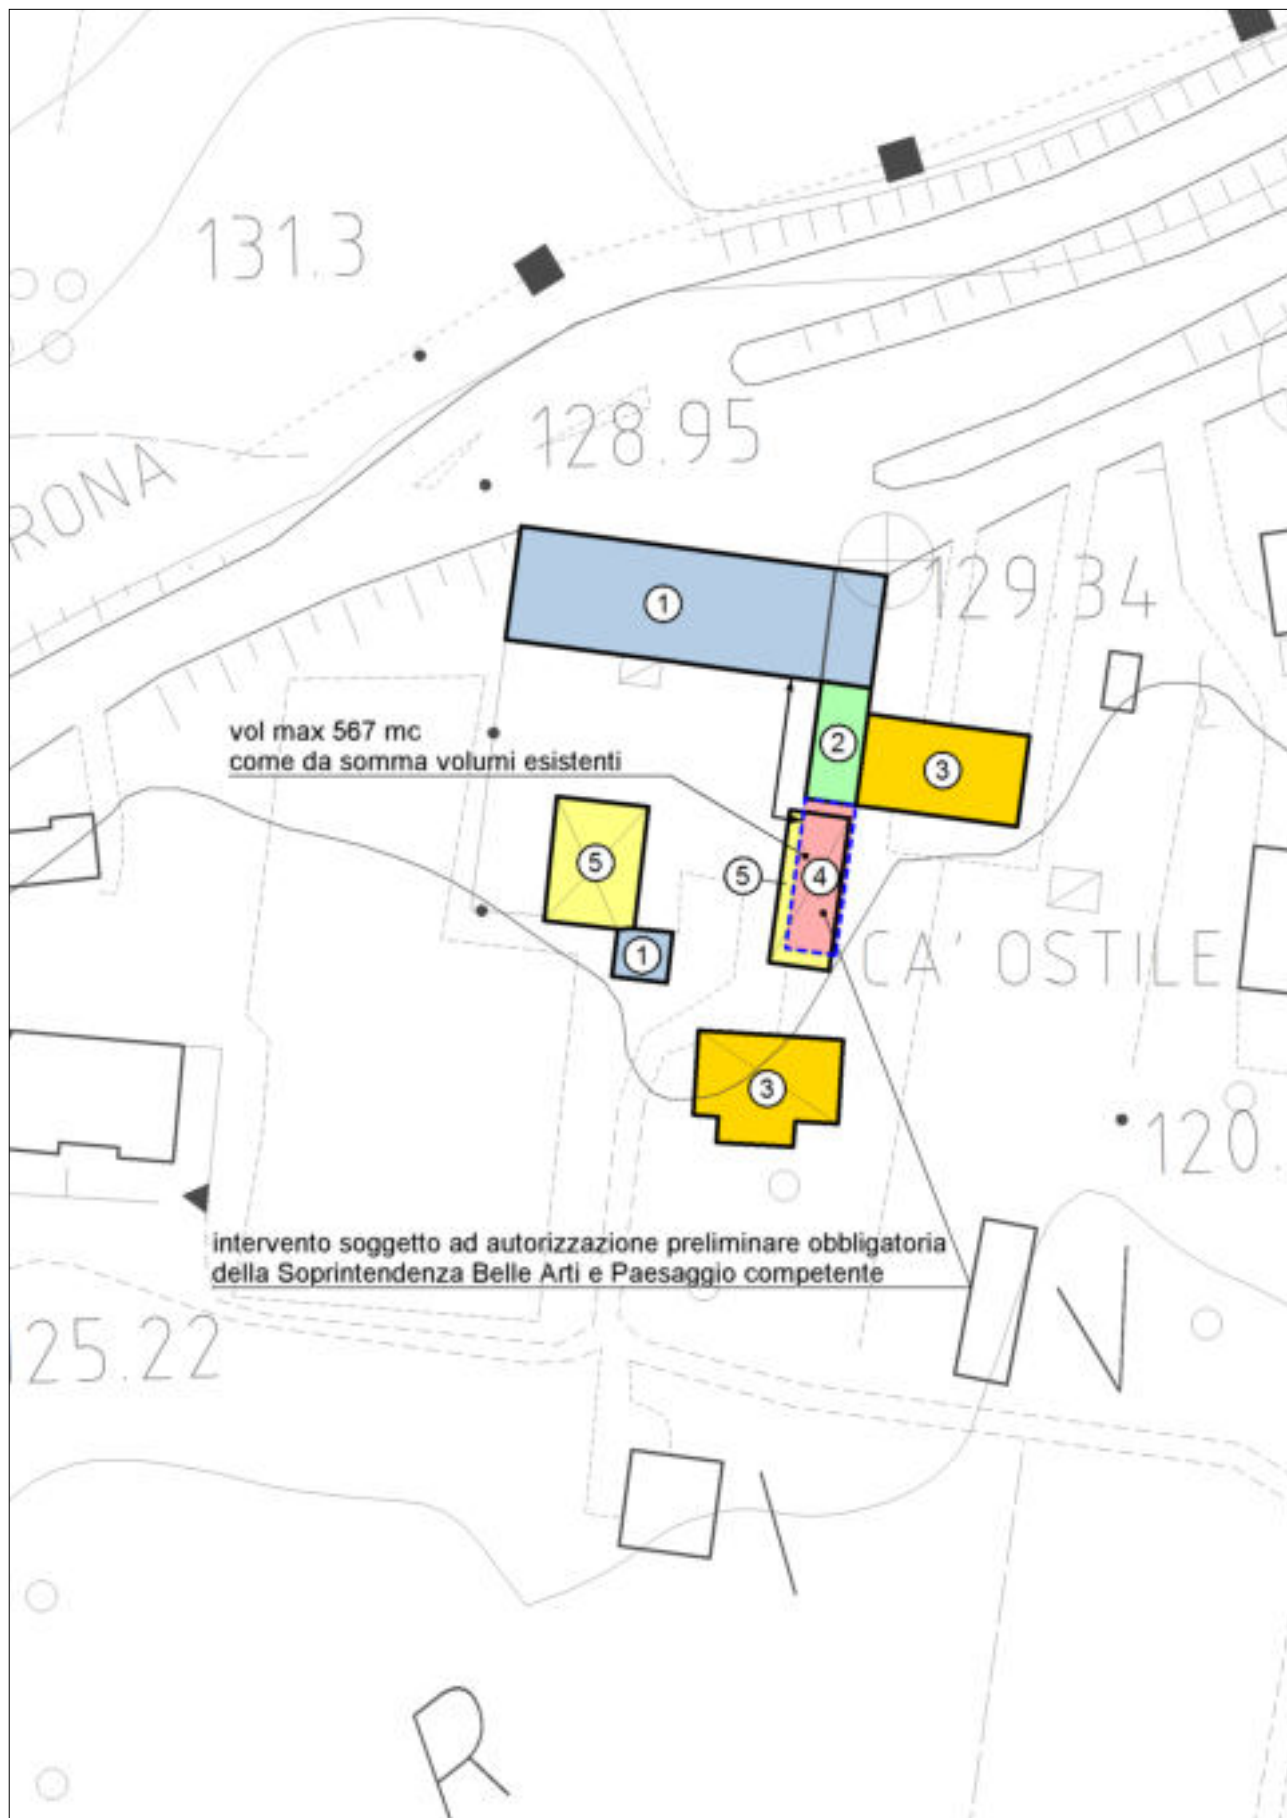 131.3
128.95
RONA
1
129.34
2
3
vol max 567 mc
come da somma volumi esistenti
5
5
4
1
CA' OSTILE
3
120.
intervento soggetto ad autorizzazione preliminare obbligatoria
della Soprintendenza Belle Arti e Paesaggio competente
25.22
R